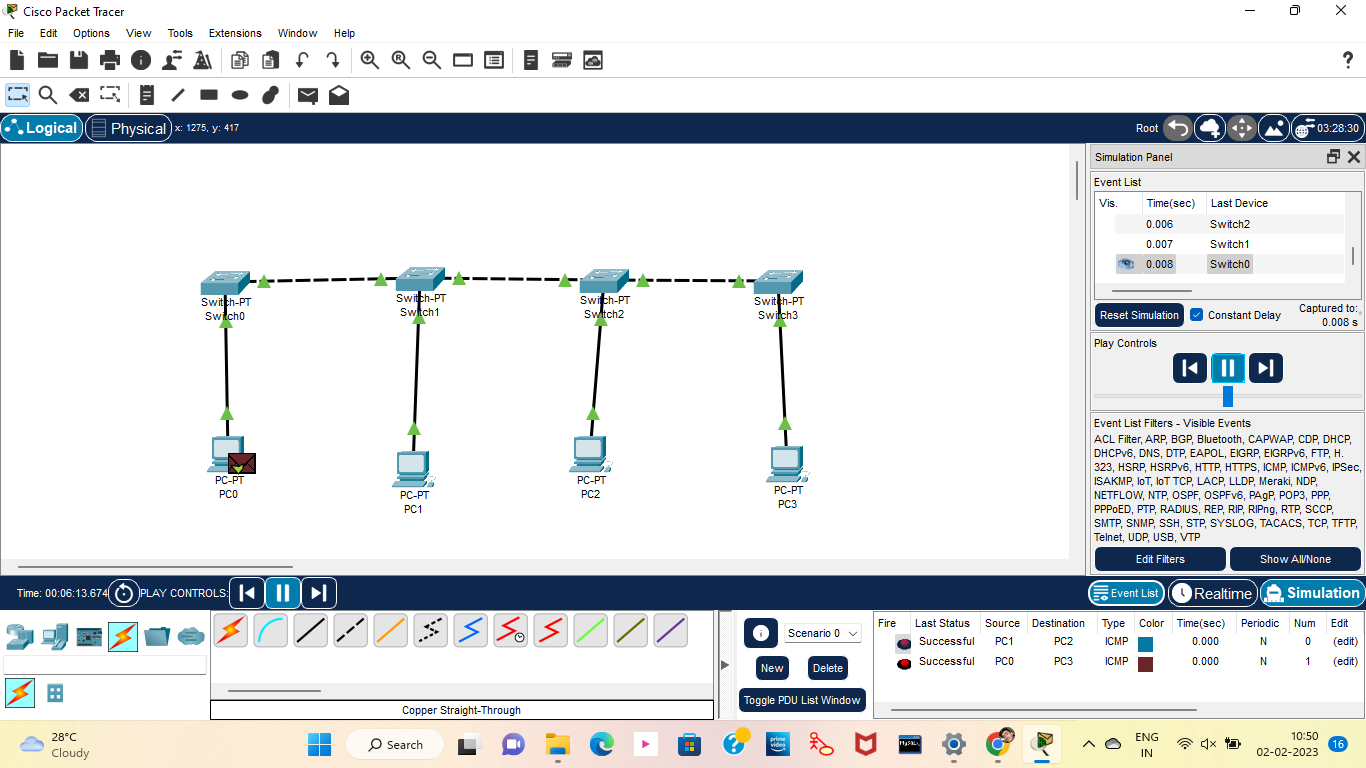 Cisco Packet Tracer
File Edit Options View Tools Extensions Window Help
Logical Physical x: 1275, y: 417 Root 03:28:30
Simulation Panel
Event List
Vis. Time(sec) Last Device
0.006 Switch2
0.007 Switch1
0.008 Switch0
Reset Simulation Constant Delay Captured to:
0.008 s
Play Controls
Event List Filters - Visible Events
ACL Filter, ARP, BGP, Bluetooth, CAPWAP, CDP, DHCP,
DHCPv6, DNS, DTP, EAPOL, EIGRP, EIGRPv6, FTP, H.
323, HSRP, HSRPv6, HTTP, HTTPS, ICMP, ICMPv6, IPSec,
ISAKMP, IoT, IoT TCP, LACP, LLDP, Meraki, NDP,
NETFLOW, NTP, OSPF, OSPFv6, PAgP, POP3, PPP,
PPPoED, PTP, RADIUS, REP, RIP, RIPng, RTP, SCCP,
SMTP, SNMP, SSH, STP, SYSLOG, TACACS, TCP, TFTP,
Telnet, UDP, USB, VTP
Edit Filters Show All/None
Switch-PT
Switch0
Switch-PT
Switch1
Switch-PT
Switch2
Switch-PT
Switch3
PC-PT
PC0
PC-PT
PC1
PC-PT
PC2
PC-PT
PC3
Time: 00:06:13.674 PLAY CONTROLS: Event List Realtime Simulation
Copper Straight-Through
Scenario 0
New Delete
Toggle PDU List Window
Fire Last Status Source Destination Type Color Time(sec) Periodic Num Edit
Successful PC1 PC2 ICMP 0.000 N 0 (edit)
Successful PC0 PC3 ICMP 0.000 N 1 (edit)
28°C
Cloudy
Search
prime
video
MySQL
ENG
IN
10:50
02-02-2023
16